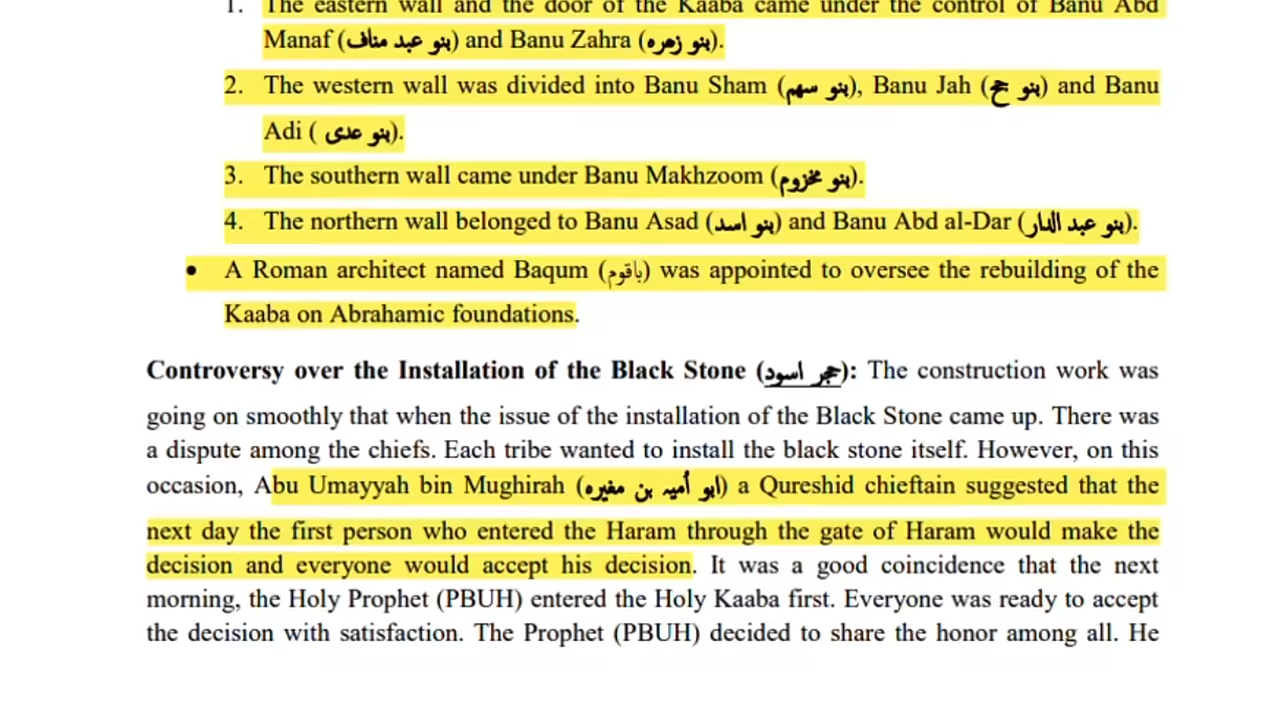 1. The eastern wall and the door of the Kaaba came under the control of Banu Abd
Manaf (بنو عبد مناف) and Banu Zahra (بنو زهره).
2. The western wall was divided into Banu Sham (بنو سهم), Banu Jah (بنو جح) and Banu
Adi ( بنو عدی).
3. The southern wall came under Banu Makhzoom (بنو مخزوم).
4. The northern wall belonged to Banu Asad (بنو اسد) and Banu Abd al-Dar (بنو عبد الدار).
• A Roman architect named Baqum (باقوم) was appointed to oversee the rebuilding of the
Kaaba on Abrahamic foundations.
Controversy over the Installation of the Black Stone (حجر اسود): The construction work was
going on smoothly that when the issue of the installation of the Black Stone came up. There was
a dispute among the chiefs. Each tribe wanted to install the black stone itself. However, on this
occasion, Abu Umayyah bin Mughirah (ابو أمیہ بن مغیرہ) a Qureshid chieftain suggested that the
next day the first person who entered the Haram through the gate of Haram would make the
decision and everyone would accept his decision. It was a good coincidence that the next
morning, the Holy Prophet (PBUH) entered the Holy Kaaba first. Everyone was ready to accept
the decision with satisfaction. The Prophet (PBUH) decided to share the honor among all. He